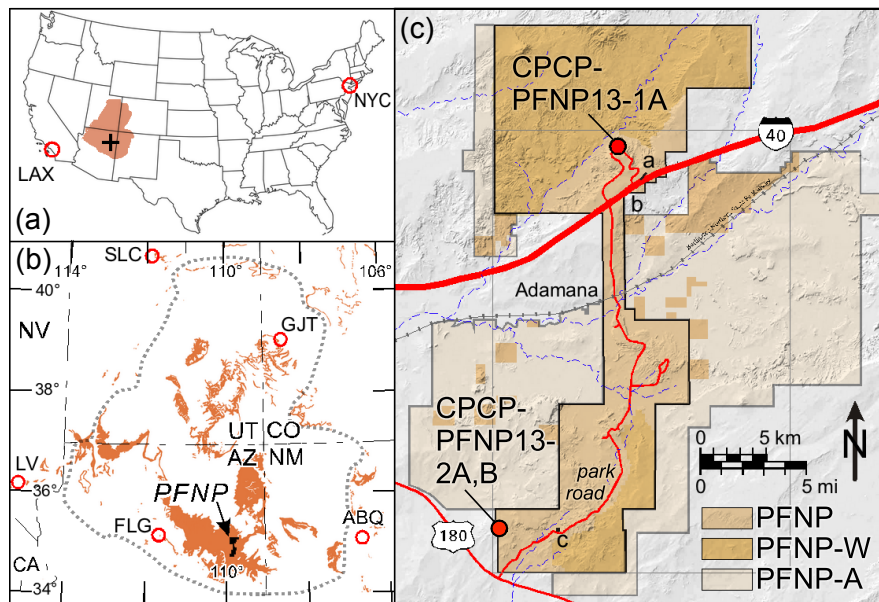 NYC
LAX
(a)
(b)
SLC
114°
110°
106°
40°
NV
GJT
38°
UT
CO
AZ
NM
LV
36°
PFNP
FLG
ABQ
110°
CA
34°
(c)
CPCP-
PFNP13-1A
40
a
b
Adamana
CPCP-
PFNP13-
2A,B
park
road
0 5 km
0 5 mi
N
180
c
PFNP
PFNP-W
PFNP-A